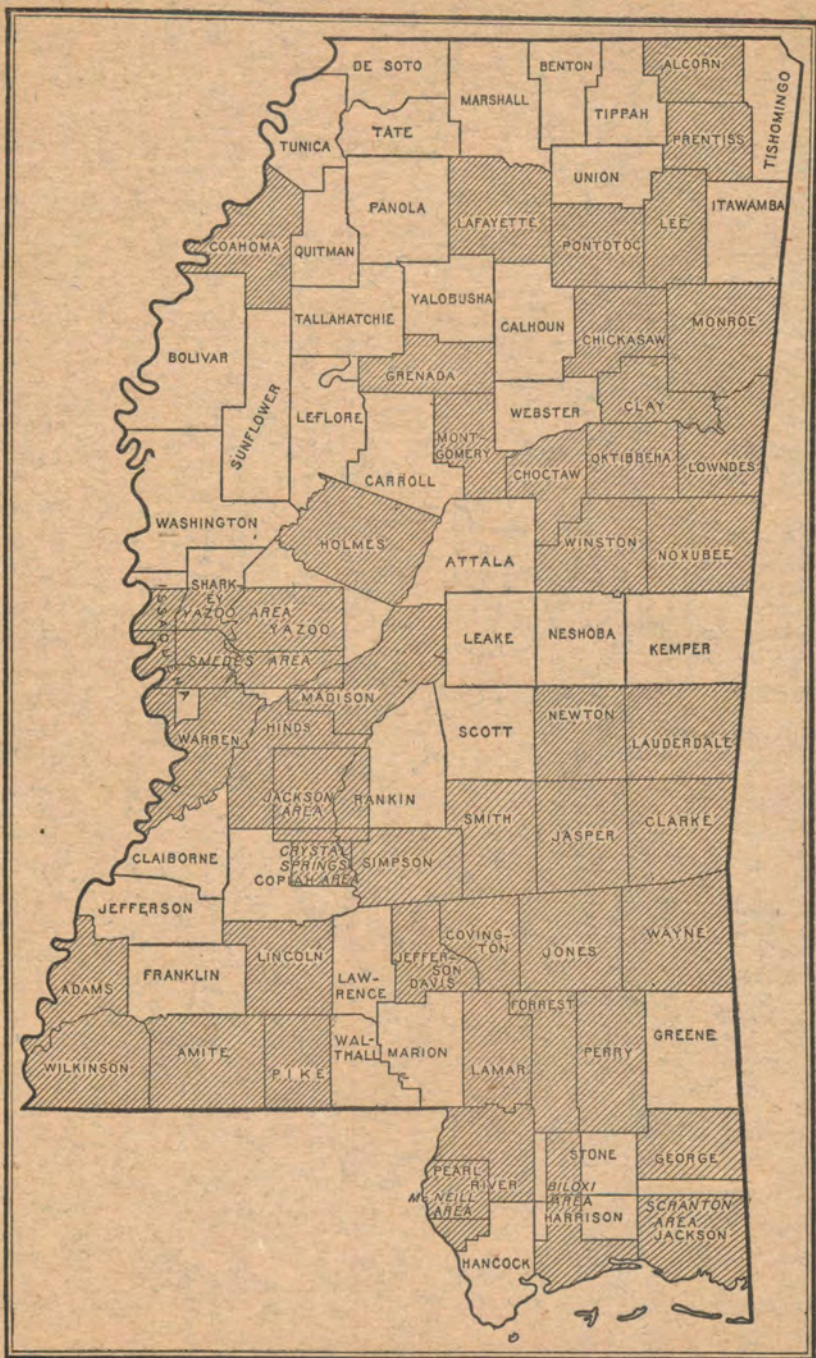 DE SOTO
BENTON
ALCORN
MARSHALL
TIPPAH
TISHOMINGO
TATE
TUNICA
PRENTISS
UNION
PANOLA
ITAWAMBA
LAFAYETTE
LEE
COAHOMA
QUITMAN
PONTOTOC
YALOBUSHA
TALLAHATCHIE
CALHOUN
MONROE
CHICKASAW
BOLIVAR
GRENADA
SUNFLOWER
LEFLORE
WEBSTER
CLAY
MONT-
GOMERY
OKTIBBEHA
LOWNDES
CARROLL
CHOCTAW
WASHINGTON
HOLMES
WINSTON
NOXUBEE
ATTALA
SHARK
EY
ISSAQUENA
YAZOO AREA
YAZOO
LEAKE
NESHOBA
KEMPER
SMEDES AREA
MADISON
NEWTON
HINDS
SCOTT
WARREN
LAUDERDALE
JACKSON
AREA
RANKIN
SMITH
JASPER
CLARKE
CLAIBORNE
CRYSTAL
SPRINGS
AREA
COPIAH
SIMPSON
JEFFERSON
COVING-
TON
WAYNE
LINCOLN
JEFFER-
SON
DAVIS
JONES
FRANKLIN
LAW-
RENCE
ADAMS
FORREST
GREENE
WAL-
THALL
MARION
PERRY
WILKINSON
AMITE
PIKE
LAMAR
STONE
GEORGE
PEARL
RIVER
McNEILL
AREA
BILOXI
AREA
HARRISON
SCRANTON
AREA
JACKSON
HANCOCK